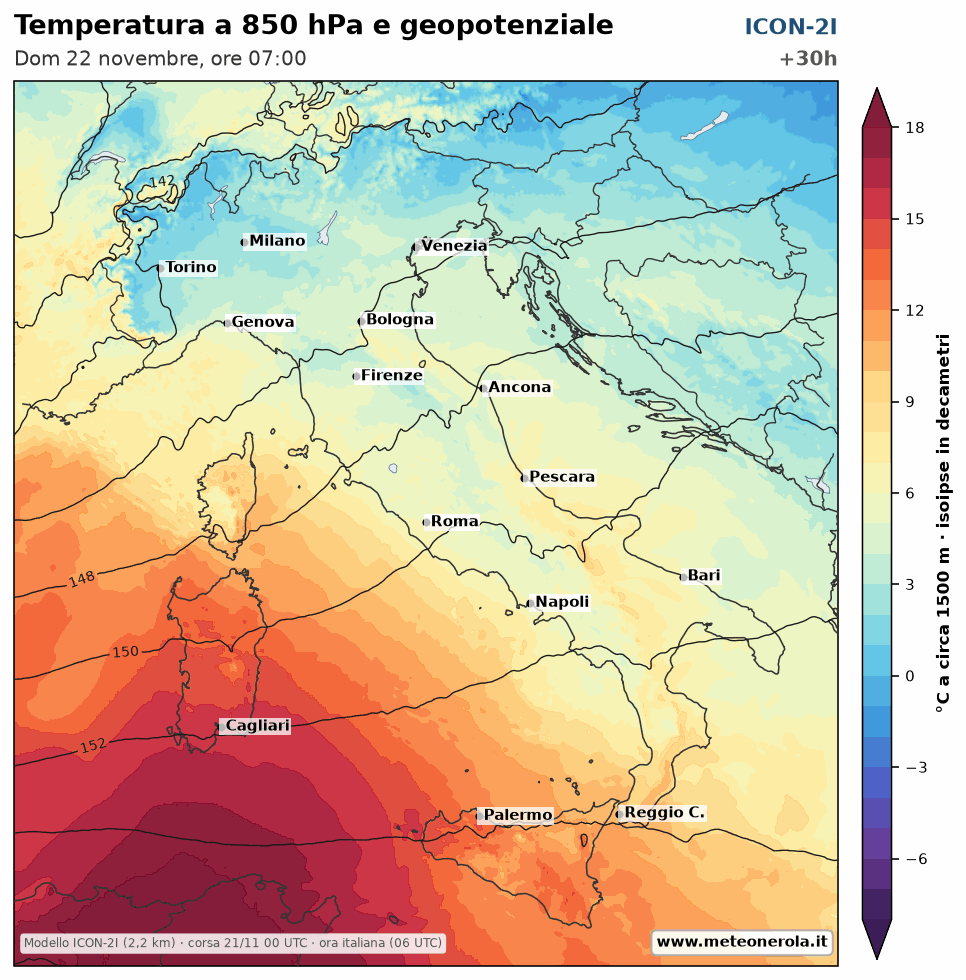 Temperatura a 850 hPa e geopotenziale
ICON-2I
Dom 22 novembre, ore 07:00
+30h
142
Milano
Venezia
Torino
Genova
Bologna
Firenze
Ancona
Pescara
Roma
148
Bari
Napoli
150
Cagliari
152
Palermo
Reggio C.
18
15
12
9
6
3
0
−3
−6
°C a circa 1500 m · isoipse in decametri
Modello ICON-2I (2,2 km) · corsa 21/11 00 UTC · ora italiana (06 UTC)
www.meteonerola.it